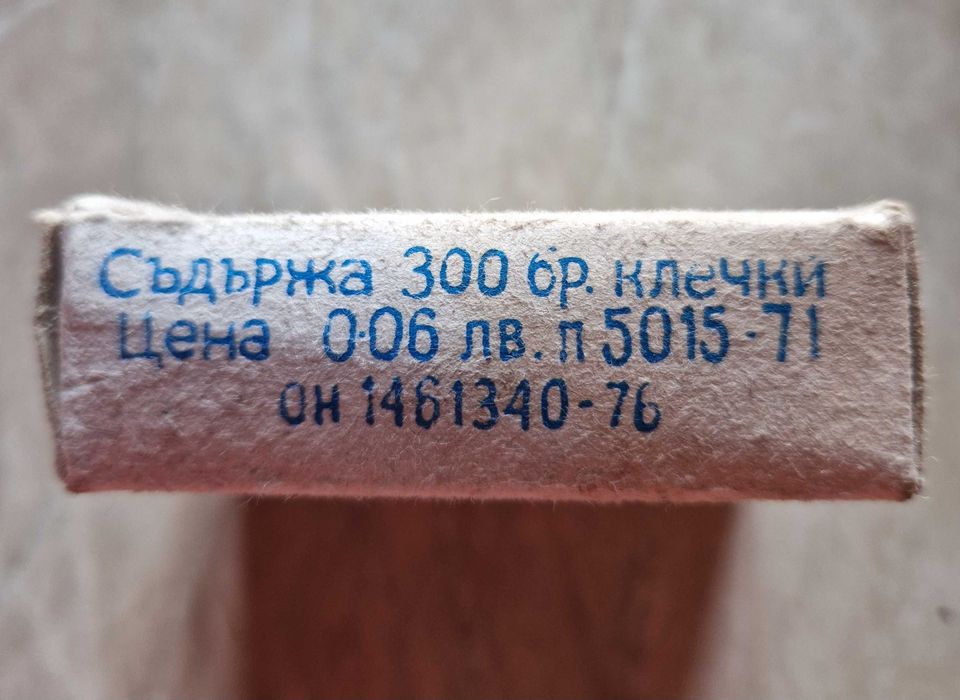 Съдържа 300 бр. клечки
Цена 0·06 лв. п 5015-71
ОН 1461340-76